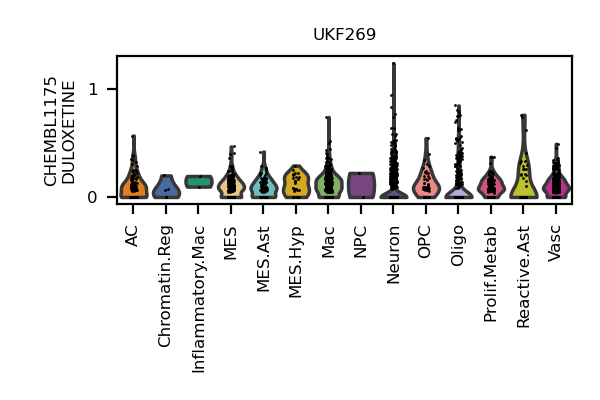 UKF269
CHEMBL1175
DULOXETINE
1
0
AC
Chromatin.Reg
Inflammatory.Mac
MES
MES.Ast
MES.Hyp
Mac
NPC
Neuron
OPC
Oligo
Prolif.Metab
Reactive.Ast
Vasc